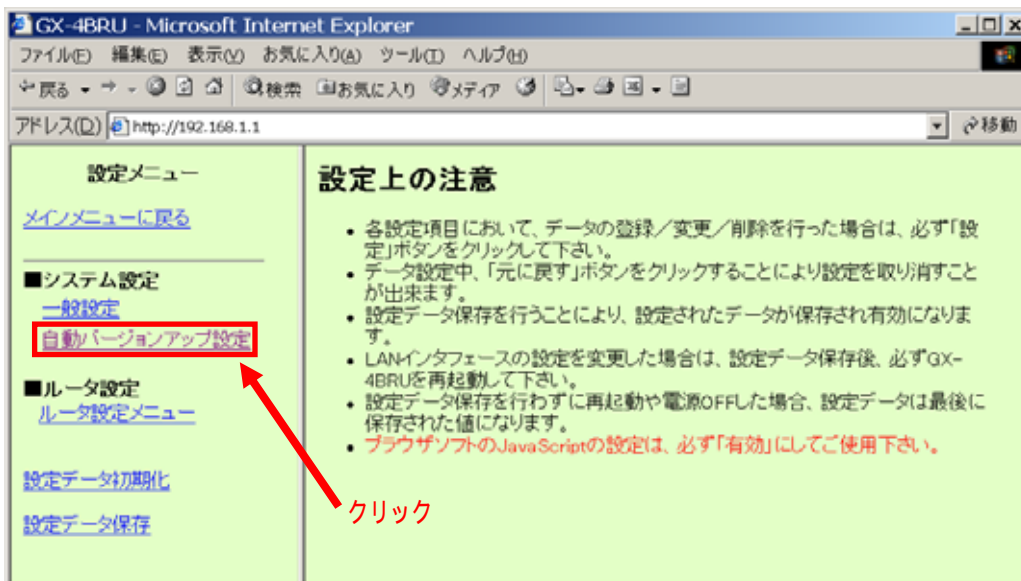 GX-4BRU - Microsoft Internet Explorer
ファイル(E) 編集(E) 表示(V) お気に入り(A) ツール(T) ヘルプ(H)
戻る 検索 お気に入り メディア
アドレス(D) http://192.168.1.1 移動
設定メニュー
メインメニューに戻る
■システム設定
一般設定
自動バージョンアップ設定
■ルータ設定
ルータ設定メニュー
設定データ初期化
設定データ保存
設定上の注意
• 各設定項目において、データの登録／変更／削除を行った場合は、必ず「設
定」ボタンをクリックして下さい。
• データ設定中、「元に戻す」ボタンをクリックすることにより設定を取り消すこと
が出来ます。
• 設定データ保存を行うことにより、設定されたデータが保存され有効になりま
す。
• LANインタフェースの設定を変更した場合は、設定データ保存後、必ずGX-
4BRUを再起動して下さい。
• 設定データ保存を行わずに再起動や電源OFFした場合、設定データは最後に
保存された値になります。
• ブラウザソフトのJavaScriptの設定は、必ず「有効」にしてご使用下さい。
クリック